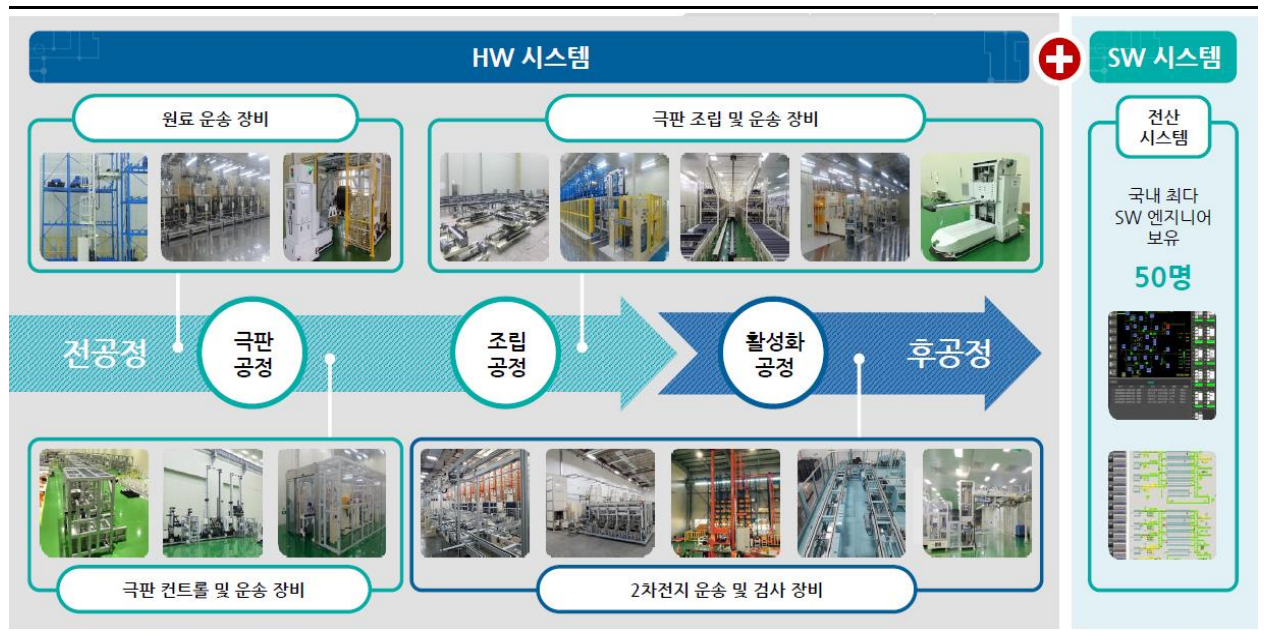 HW 시스템
SW 시스템
원료 운송 장비
극판 조립 및 운송 장비
전산
시스템
국내 최다
SW 엔지니어
보유
50명
전공정
극판
공정
조립
공정
활성화
공정
후공정
극판 컨트롤 및 운송 장비
2차전지 운송 및 검사 장비